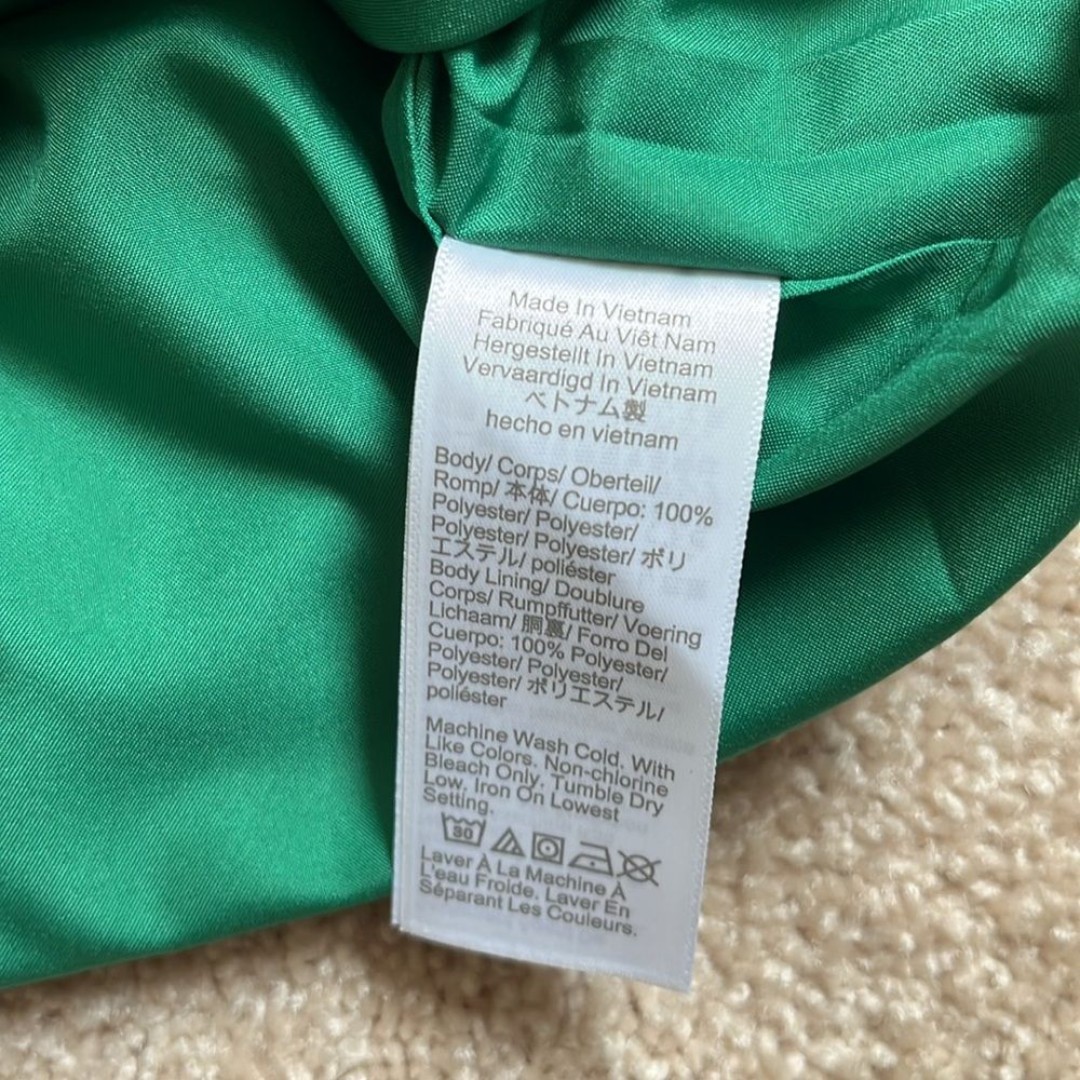 Made In Vietnam
Fabriqué Au Viêt Nam
Hergestellt In Vietnam
Vervaardigd In Vietnam
ベトナム製
hecho en vietnam
Body/ Corps/ Oberteil/
Romp/ 本体/ Cuerpo: 100%
Polyester/ Polyester/
Polyester/ Polyester/ ポリ
エステル/ poliéster
Body Lining/ Doublure
Corps/ Rumpffutter/ Voering
Lichaam/ 胴裏/ Forro Del
Cuerpo: 100% Polyester/
Polyester/ Polyester/
Polyester/ ポリエステル/
poliéster
Machine Wash Cold. With
Like Colors. Non-chlorine
Bleach Only. Tumble Dry
Low, Iron On Lowest
Setting.
30
Laver À La Machine À
L'eau Froide. Laver En
Séparant Les Couleurs.